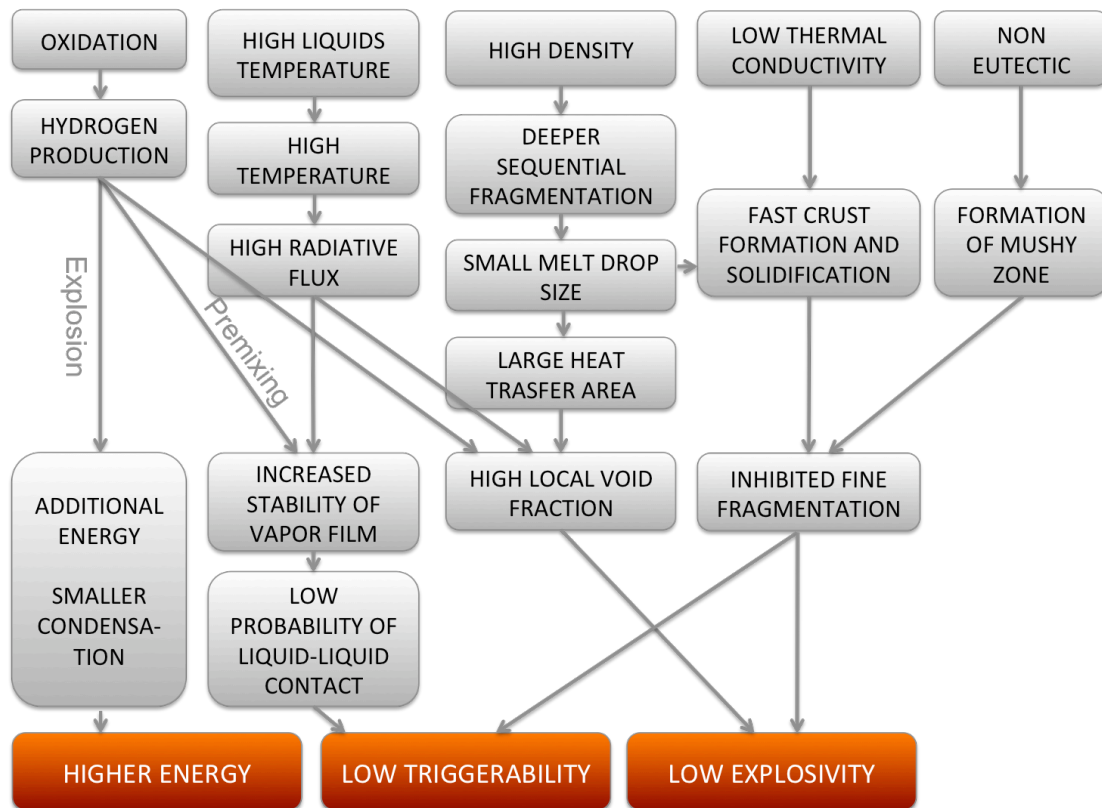 OXIDATION
HIGH LIQUIDS
TEMPERATURE
HIGH DENSITY
LOW THERMAL
CONDUCTIVITY
NON
EUTECTIC
HYDROGEN
PRODUCTION
HIGH
TEMPERATURE
DEEPER
SEQUENTIAL
FRAGMENTATION
HIGH RADIATIVE
FLUX
SMALL MELT DROP
SIZE
FAST CRUST
FORMATION AND
SOLIDIFICATION
FORMATION
OF MUSHY
ZONE
Explosion
Premixing
LARGE HEAT
TRASFER AREA
ADDITIONAL
ENERGY
SMALLER
CONDENSA-
TION
INCREASED
STABILITY OF
VAPOR FILM
HIGH LOCAL VOID
FRACTION
INHIBITED FINE
FRAGMENTATION
LOW
PROBABILITY OF
LIQUID-LIQUID
CONTACT
HIGHER ENERGY
LOW TRIGGERABILITY
LOW EXPLOSIVITY